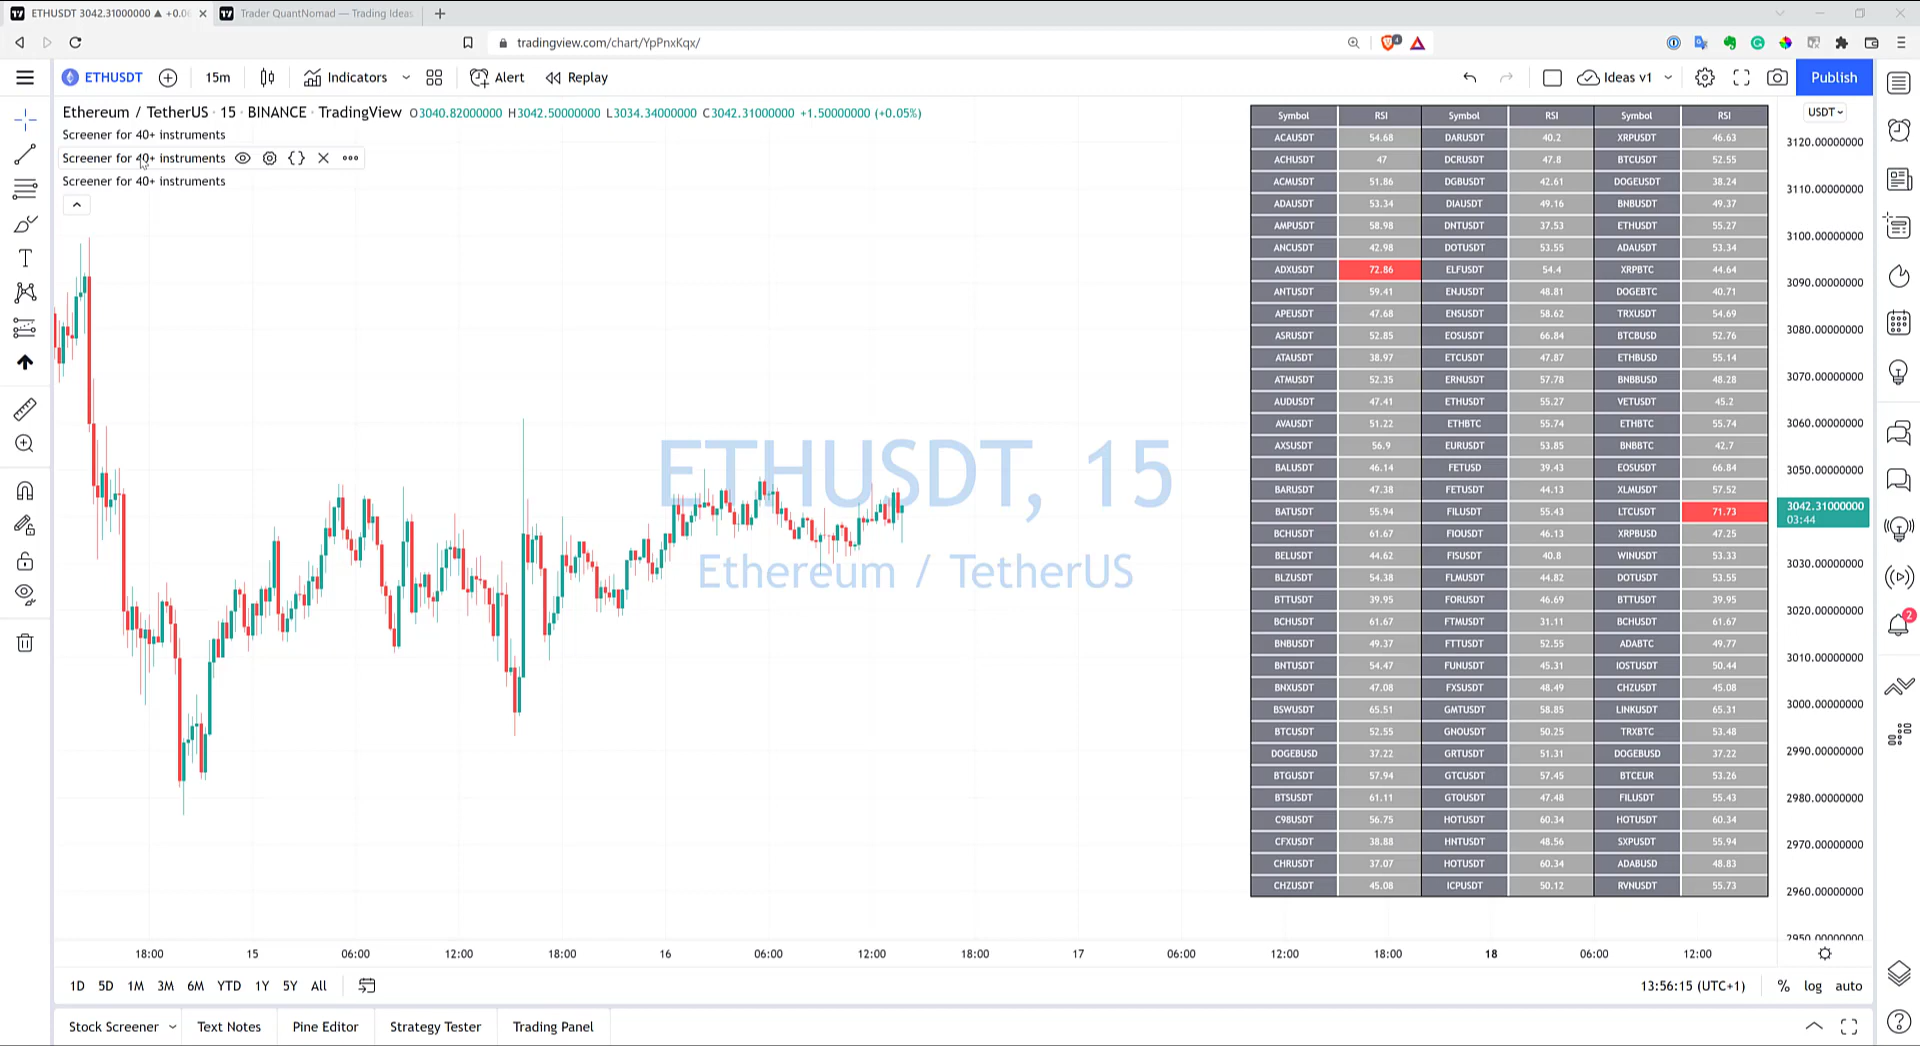 ETHUSDT 3042.31000000 ▲ +0.0
Trader QuantNomad — Trading Ideas
tradingview.com/chart/YpPnxKqx/
ETHUSDT 15m Indicators Alert Replay Ideas v1 Publish
Ethereum / TetherUS · 15 · BINANCE · TradingView O3040.82000000 H3042.50000000 L3034.34000000 C3042.31000000 +1.50000000 (+0.05%)
Screener for 40+ instruments
Screener for 40+ instruments
Screener for 40+ instruments
ETHUSDT, 15
Ethereum / TetherUS
Symbol RSI Symbol RSI Symbol RSI
ACAUSDT 54.68 DARUSDT 40.2 XRPUSDT 46.63
ACHUSDT 47 DCRUSDT 47.8 BTCUSDT 52.55
ACMUSDT 51.86 DGBUSDT 42.61 DOGEUSDT 38.24
ADAUSDT 53.34 DIAUSDT 49.16 BNBUSDT 49.37
AMPUSDT 58.98 DNTUSDT 37.53 ETHUSDT 55.27
ANCUSDT 42.98 DOTUSDT 53.55 ADAUSDT 53.34
ADXUSDT 72.86 ELFUSDT 54.4 XRPBTC 44.64
ANTUSDT 59.41 ENJUSDT 48.81 DOGEBTC 40.71
APEUSDT 47.68 ENSUSDT 58.62 TRXUSDT 54.69
ASRUSDT 52.85 EOSUSDT 66.84 BTCBUSD 52.76
ATAUSDT 38.97 ETCUSDT 47.87 ETHBUSD 55.14
ATMUSDT 52.35 ERNUSDT 57.78 BNBBUSD 48.28
AUDUSDT 47.41 ETHUSDT 55.27 VETUSDT 45.2
AVAUSDT 51.22 ETHBTC 55.74 ETHBTC 55.74
AXSUSDT 56.9 EURUSDT 53.85 BNBBTC 42.7
BALUSDT 46.14 FETUSD 39.43 EOSUSDT 66.84
BARUSDT 47.38 FETUSDT 44.13 XLMUSDT 57.52
BATUSDT 55.94 FILUSDT 55.43 LTCUSDT 71.73
BCHUSDT 61.67 FIOUSDT 46.13 XRPBUSD 47.25
BELUSDT 44.62 FISUSDT 40.8 WINUSDT 53.33
BLZUSDT 54.38 FLMUSDT 44.82 DOTUSDT 53.55
BTTUSDT 39.95 FORUSDT 46.69 BTTUSDT 39.95
BCHUSDT 61.67 FTMUSDT 31.11 BCHUSDT 61.67
BNBUSDT 49.37 FTTUSDT 52.55 ADABTC 49.77
BNTUSDT 54.47 FUNUSDT 45.31 IOSTUSDT 50.44
BNXUSDT 47.08 FXSUSDT 48.49 CHZUSDT 45.08
BSWUSDT 65.51 GMTUSDT 58.85 LINKUSDT 65.31
BTCUSDT 52.55 GNOUSDT 50.25 TRXBTC 53.48
DOGEBUSD 37.22 GRTUSDT 51.31 DOGEBUSD 37.22
BTGUSDT 57.94 GTCUSDT 57.45 BTCEUR 53.26
BTSUSDT 61.11 GTOUSDT 47.48 FILUSDT 55.43
C98USDT 56.75 HOTUSDT 60.34 HOTUSDT 60.34
CFXUSDT 38.88 HNTUSDT 48.56 SXPUSDT 55.94
CHRUSDT 37.07 HOTUSDT 60.34 ADABUSD 48.83
CHZUSDT 45.08 ICPUSDT 50.12 RVNUSDT 55.73
USDT
3120.00000000
3110.00000000
3100.00000000
3090.00000000
3080.00000000
3070.00000000
3060.00000000
3050.00000000
3042.31000000
03:44
3030.00000000
3020.00000000
3010.00000000
3000.00000000
2990.00000000
2980.00000000
2970.00000000
2960.00000000
2950.00000000
2
18:00 15 06:00 12:00 18:00 16 06:00 12:00 18:00 17 06:00 12:00 18:00 18 06:00 12:00
1D 5D 1M 3M 6M YTD 1Y 5Y All 13:56:15 (UTC+1) % log auto
Stock Screener Text Notes Pine Editor Strategy Tester Trading Panel